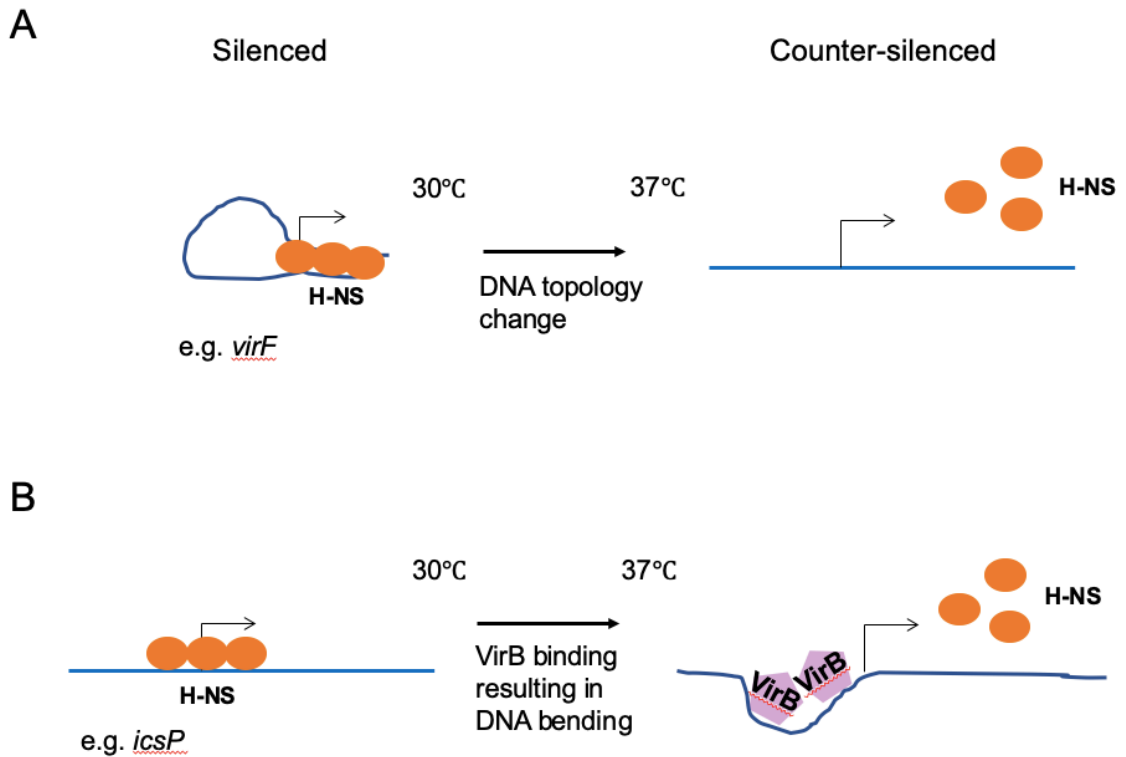 A
Silenced
Counter-silenced
30℃
37℃
H-NS
DNA topology
change
H-NS
e.g. virF
B
30℃
37℃
H-NS
VirB binding
resulting in
DNA bending
VirB
VirB
H-NS
e.g. icsP